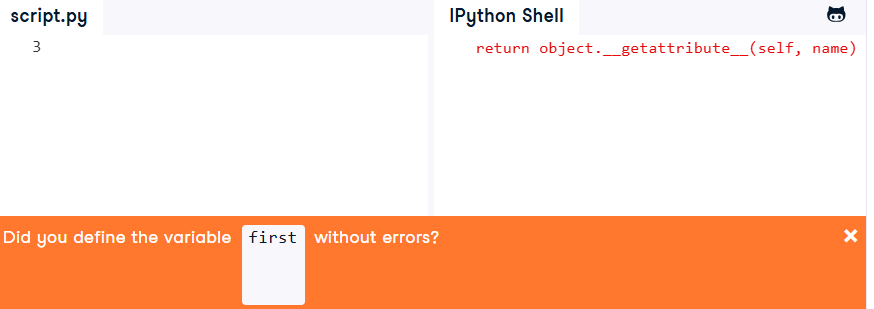 script.py
IPython Shell
3
return object.__getattribute__(self, name)
Did you define the variable first without errors?
×